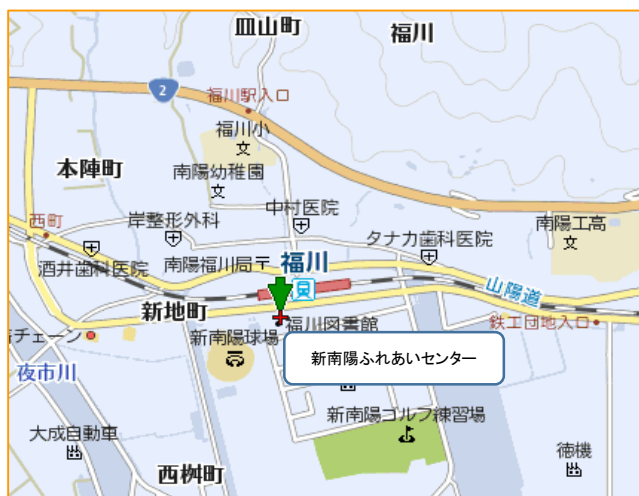 皿山町
福川
2
福川駅入口
福川小
文
本陣町
南陽幼稚園
文
中村医院
西町
岸整形外科
タナカ歯科医院
南陽工高
文
酒井歯科医院
南陽福川局〒
福川
山陽道
新地町
チェーン
新南陽球場
福川図書館
鉄工団地入口
新南陽ふれあいセンター
夜市川
大成自動車
新南陽ゴルフ練習場
徳機
西桝町